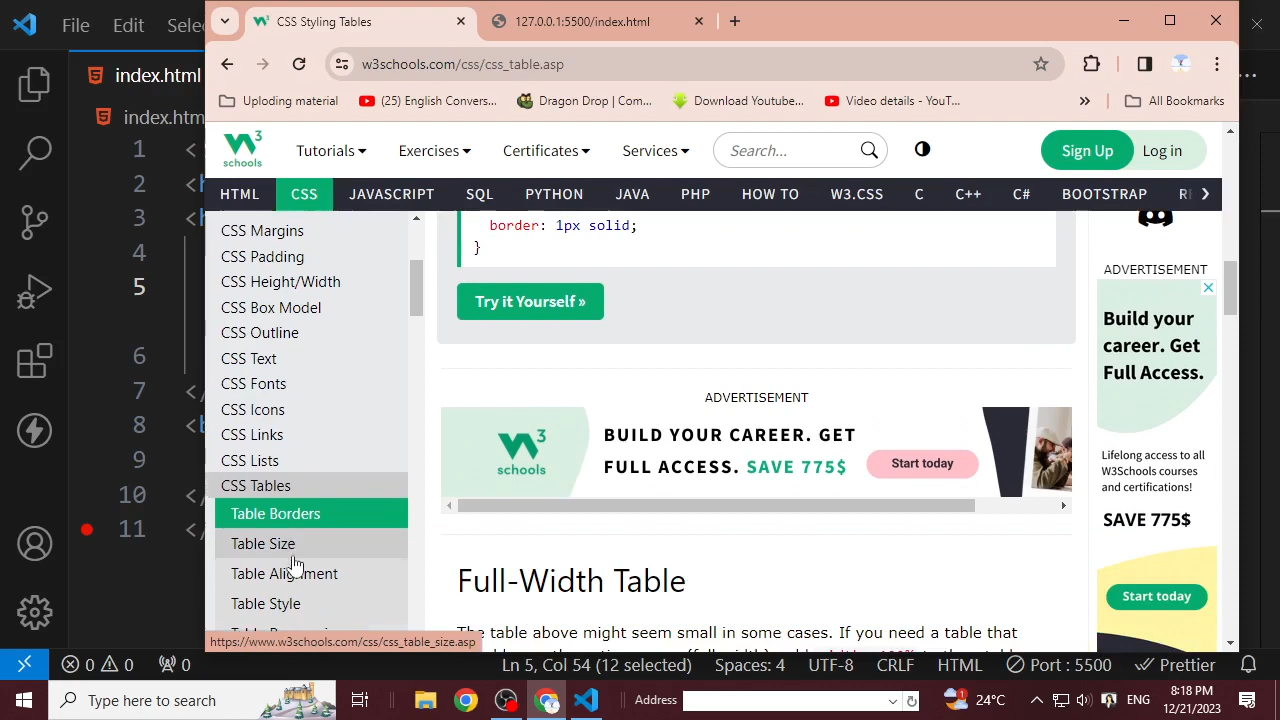 File Edit Sele
CSS Styling Tables
127.0.0.1:5500/index.html
w3schools.com/css/css_table.asp
Uploding material
(25) English Convers...
Dragon Drop | Com...
Download Youtube...
Video details - YouT...
»
All Bookmarks
index.html
index.htm
schools
Tutorials
Exercises
Certificates
Services
Search...
Sign Up
Log in
HTML CSS JAVASCRIPT SQL PYTHON JAVA PHP HOW TO W3.CSS C C++ C# BOOTSTRAP
CSS Margins
CSS Padding
CSS Height/Width
CSS Box Model
CSS Outline
CSS Text
CSS Fonts
CSS Icons
CSS Links
CSS Lists
CSS Tables
Table Borders
Table Size
Table Alignment
Table Style
https://www.w3schools.com/css/css_table_size.asp
border: 1px solid;
}
Try it Yourself »
ADVERTISEMENT
W3
schools
BUILD YOUR CAREER. GET
FULL ACCESS. SAVE 775$
Start today
Full-Width Table
The table above might seem small in some cases. If you need a table that
ADVERTISEMENT
Build your
career. Get
Full Access.
Lifelong access to all
W3Schools courses
and certifications!
SAVE 775$
Start today
1 <
2 <h
3 <h
4
5
6
7 </
8 <b
9
10 </
11 </
0 0 0
Ln 5, Col 54 (12 selected) Spaces: 4 UTF-8 CRLF HTML Port : 5500 Prettier
Type here to search
Address
24°C
ENG
6:18 PM
12/21/2023